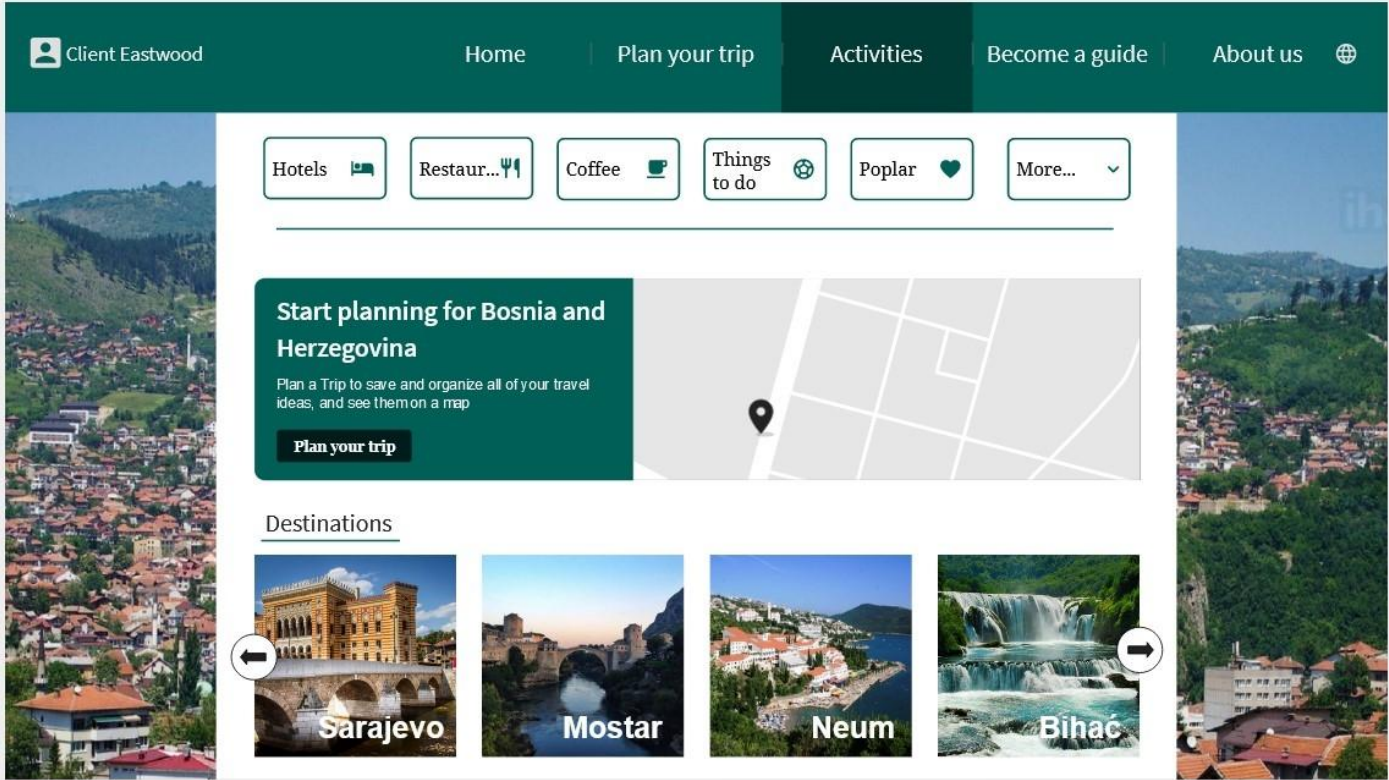 Client Eastwood
Home
Plan your trip
Activities
Become a guide
About us
Hotels
Restaur...
Coffee
Things
to do
Poplar
More...
Start planning for Bosnia and
Herzegovina
Plan a Trip to save and organize all of your travel
ideas, and see them on a map
Plan your trip
Destinations
Sarajevo
Mostar
Neum
Bihać